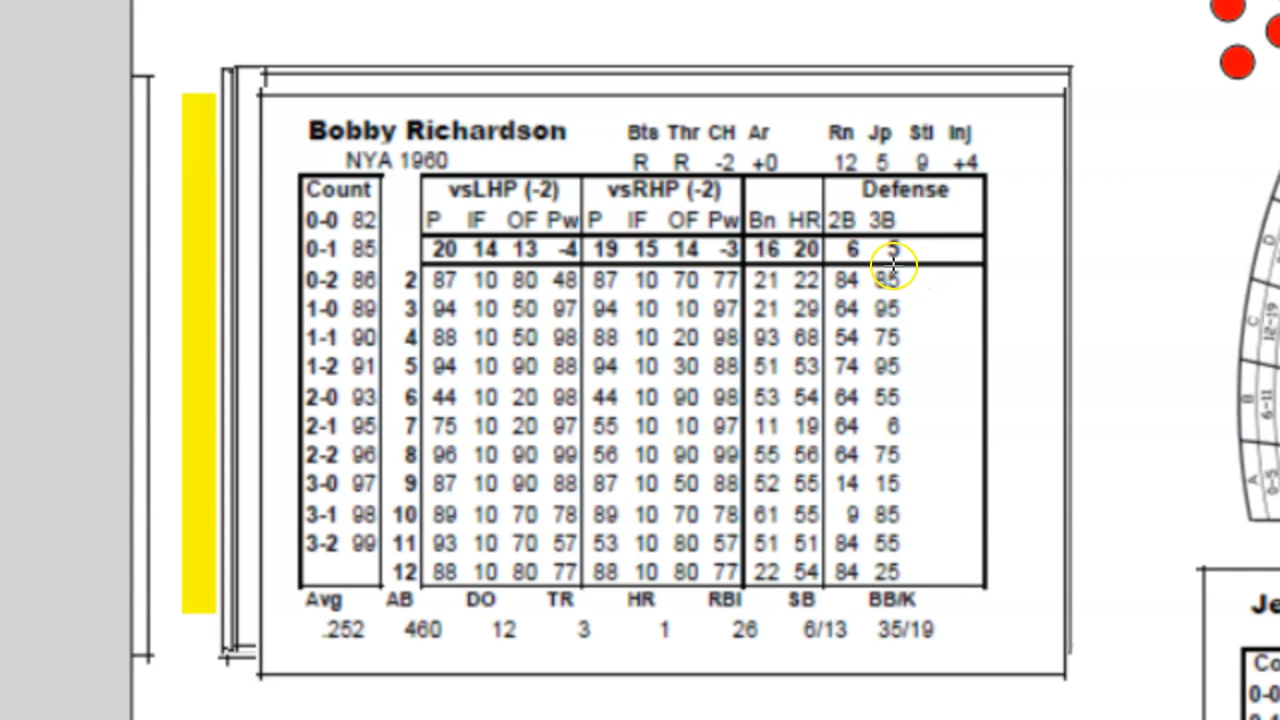 Bobby Richardson Bts Thr CH Ar Rn Jp Stl Inj
NYA 1960 R R -2 +0 12 5 9 +4
Count vsLHP (-2) vsRHP (-2) Defense
0-0 82 P IF OF Pw P IF OF Pw Bn HR 2B 3B
0-1 85 20 14 13 -4 19 15 14 -3 16 20 6 5
0-2 86 2 87 10 80 48 87 10 70 77 21 22 84 85
1-0 89 3 94 10 50 97 94 10 10 97 21 29 64 95
1-1 90 4 88 10 50 98 88 10 20 98 93 68 54 75
1-2 91 5 94 10 90 88 94 10 30 88 51 53 74 95
2-0 93 6 44 10 20 98 44 10 90 98 53 54 64 55
2-1 95 7 75 10 20 97 55 10 10 97 11 19 64 6
2-2 96 8 96 10 90 99 56 10 90 99 55 56 64 75
3-0 97 9 87 10 90 88 87 10 50 88 52 55 14 15
3-1 98 10 89 10 70 78 89 10 70 78 61 55 9 85
3-2 99 11 93 10 70 57 53 10 80 57 51 51 84 55
12 88 10 80 77 88 10 80 77 22 54 84 25
Avg AB DO TR HR RBI SB BB/K
.252 460 12 3 1 26 6/13 35/19
D
C 12-19
B 6-11
A 0-5
Je
Co
0-0